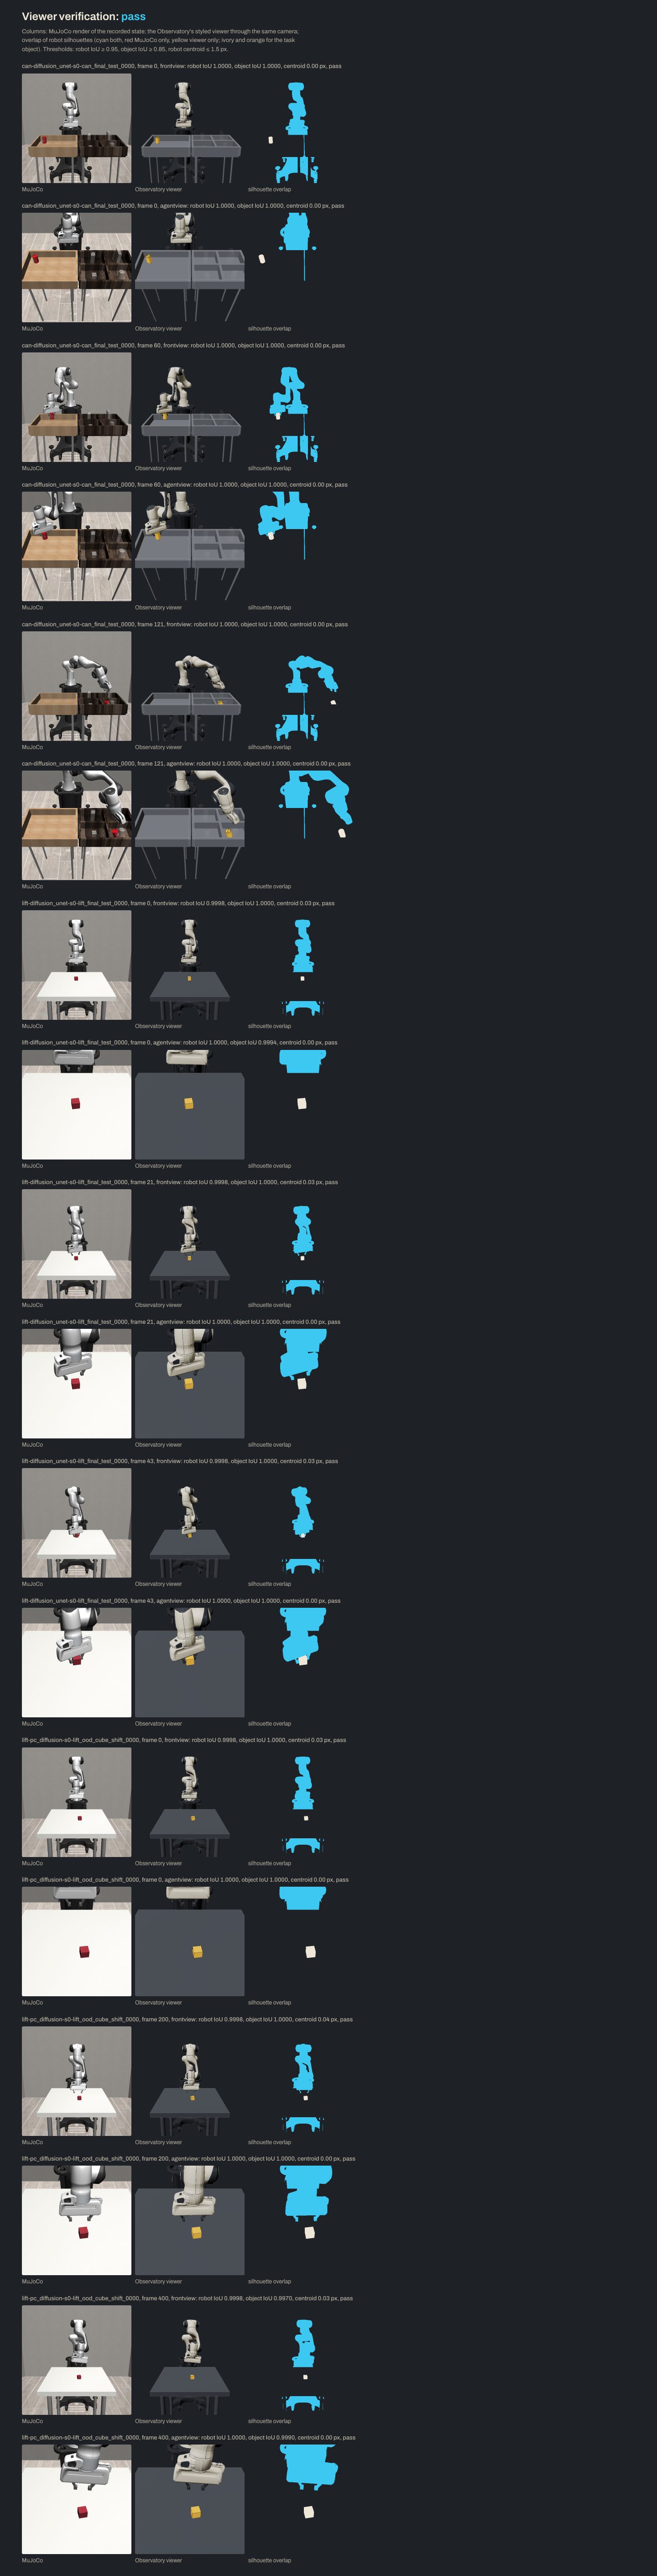 Viewer verification: pass
Columns: MuJoCo render of the recorded state; the Observatory's styled viewer through the same camera;
overlap of robot silhouettes (cyan both, red MuJoCo only, yellow viewer only; ivory and orange for the task
object). Thresholds: robot IoU ≥ 0.95, object IoU ≥ 0.85, robot centroid ≤ 1.5 px.
can-diffusion_unet-s0-can_final_test_0000, frame 0, frontview: robot IoU 1.0000, object IoU 1.0000, centroid 0.00 px, pass
MuJoCo Observatory viewer silhouette overlap
can-diffusion_unet-s0-can_final_test_0000, frame 0, agentview: robot IoU 1.0000, object IoU 1.0000, centroid 0.00 px, pass
MuJoCo Observatory viewer silhouette overlap
can-diffusion_unet-s0-can_final_test_0000, frame 60, frontview: robot IoU 1.0000, object IoU 1.0000, centroid 0.00 px, pass
MuJoCo Observatory viewer silhouette overlap
can-diffusion_unet-s0-can_final_test_0000, frame 60, agentview: robot IoU 1.0000, object IoU 1.0000, centroid 0.00 px, pass
MuJoCo Observatory viewer silhouette overlap
can-diffusion_unet-s0-can_final_test_0000, frame 121, frontview: robot IoU 1.0000, object IoU 1.0000, centroid 0.00 px, pass
MuJoCo Observatory viewer silhouette overlap
can-diffusion_unet-s0-can_final_test_0000, frame 121, agentview: robot IoU 1.0000, object IoU 1.0000, centroid 0.00 px, pass
MuJoCo Observatory viewer silhouette overlap
lift-diffusion_unet-s0-lift_final_test_0000, frame 0, frontview: robot IoU 0.9998, object IoU 1.0000, centroid 0.03 px, pass
MuJoCo Observatory viewer silhouette overlap
lift-diffusion_unet-s0-lift_final_test_0000, frame 0, agentview: robot IoU 1.0000, object IoU 0.9994, centroid 0.00 px, pass
MuJoCo Observatory viewer silhouette overlap
lift-diffusion_unet-s0-lift_final_test_0000, frame 21, frontview: robot IoU 0.9998, object IoU 1.0000, centroid 0.03 px, pass
MuJoCo Observatory viewer silhouette overlap
lift-diffusion_unet-s0-lift_final_test_0000, frame 21, agentview: robot IoU 1.0000, object IoU 1.0000, centroid 0.00 px, pass
MuJoCo Observatory viewer silhouette overlap
lift-diffusion_unet-s0-lift_final_test_0000, frame 43, frontview: robot IoU 0.9998, object IoU 1.0000, centroid 0.03 px, pass
MuJoCo Observatory viewer silhouette overlap
lift-diffusion_unet-s0-lift_final_test_0000, frame 43, agentview: robot IoU 1.0000, object IoU 1.0000, centroid 0.00 px, pass
MuJoCo Observatory viewer silhouette overlap
lift-pc_diffusion-s0-lift_ood_cube_shift_0000, frame 0, frontview: robot IoU 0.9998, object IoU 1.0000, centroid 0.03 px, pass
MuJoCo Observatory viewer silhouette overlap
lift-pc_diffusion-s0-lift_ood_cube_shift_0000, frame 0, agentview: robot IoU 1.0000, object IoU 1.0000, centroid 0.00 px, pass
MuJoCo Observatory viewer silhouette overlap
lift-pc_diffusion-s0-lift_ood_cube_shift_0000, frame 200, frontview: robot IoU 0.9998, object IoU 1.0000, centroid 0.04 px, pass
MuJoCo Observatory viewer silhouette overlap
lift-pc_diffusion-s0-lift_ood_cube_shift_0000, frame 200, agentview: robot IoU 1.0000, object IoU 1.0000, centroid 0.00 px, pass
MuJoCo Observatory viewer silhouette overlap
lift-pc_diffusion-s0-lift_ood_cube_shift_0000, frame 400, frontview: robot IoU 0.9998, object IoU 0.9970, centroid 0.03 px, pass
MuJoCo Observatory viewer silhouette overlap
lift-pc_diffusion-s0-lift_ood_cube_shift_0000, frame 400, agentview: robot IoU 1.0000, object IoU 0.9990, centroid 0.00 px, pass
MuJoCo Observatory viewer silhouette overlap